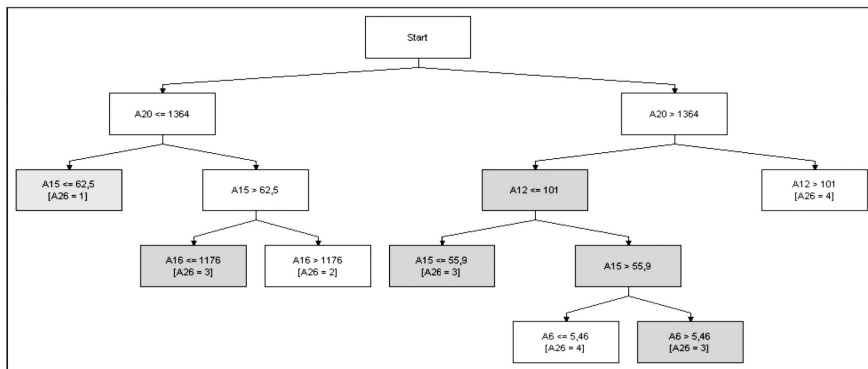 Start
A20 <= 1364
A20 > 1364
A15 <= 62,5
[A26 = 1]
A15 > 62,5
A12 <= 101
A12 > 101
[A26 = 4]
A16 <= 1176
[A26 = 3]
A16 > 1176
[A26 = 2]
A15 <= 55,9
[A26 = 3]
A15 > 55,9
A6 <= 5,46
[A26 = 4]
A6 > 5,46
[A26 = 3]